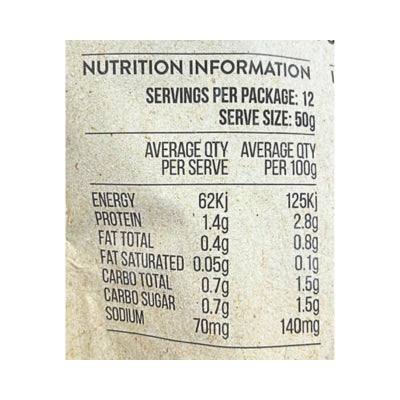 NUTRITION INFORMATION
SERVINGS PER PACKAGE: 12
SERVE SIZE: 50g
AVERAGE QTY AVERAGE QTY
PER SERVE PER 100g
ENERGY 62Kj 125Kj
PROTEIN 1.4g 2.8g
FAT TOTAL 0.4g 0.8g
FAT SATURATED 0.05g 0.1g
CARBO TOTAL 0.7g 1.5g
CARBO SUGAR 0.7g 1.5g
SODIUM 70mg 140mg